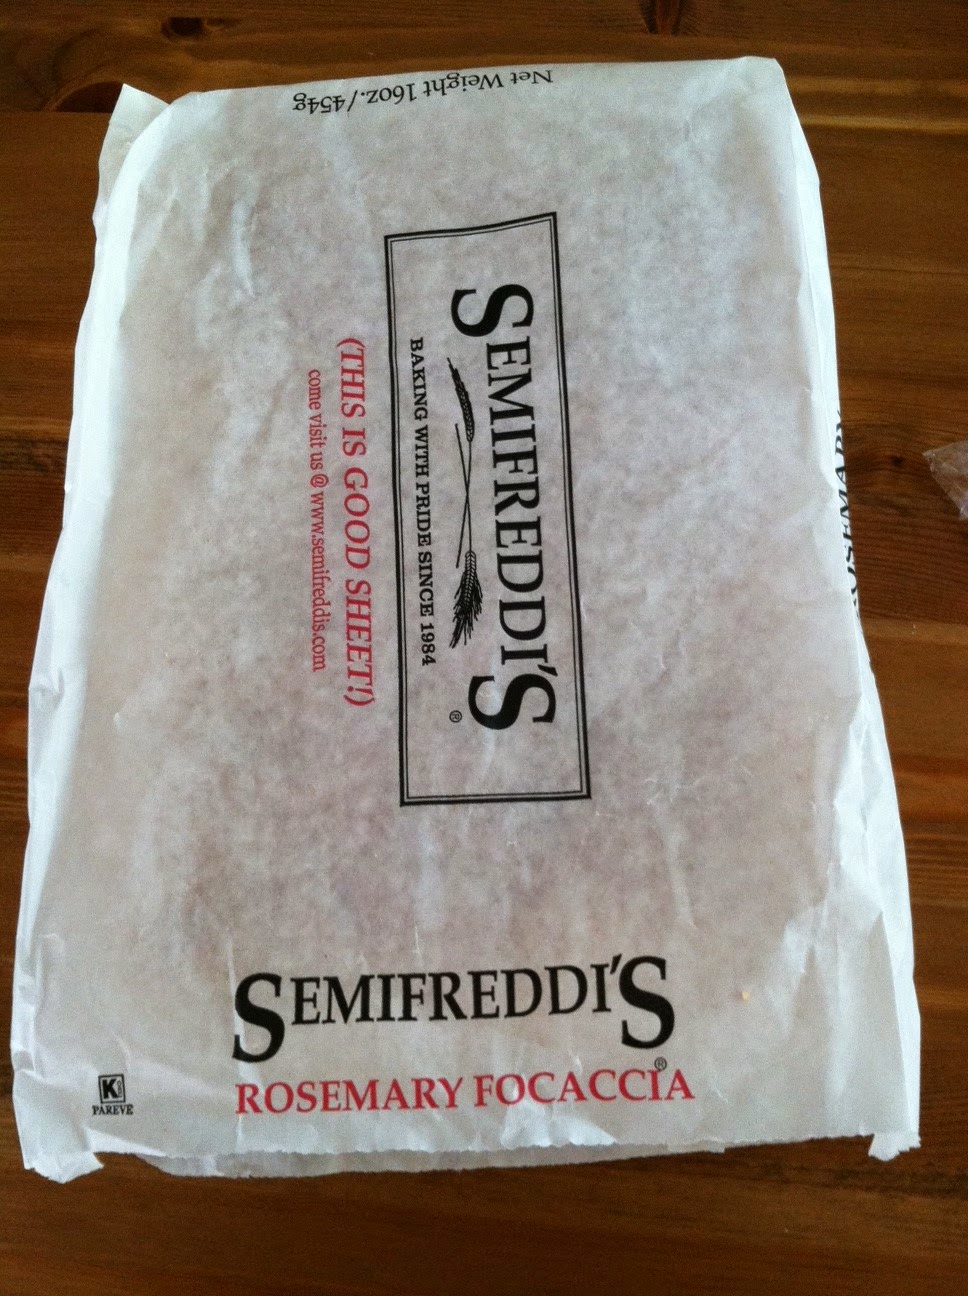 Net Weight 16oz./454g
SEMIFREDDI'S®
BAKING WITH PRIDE SINCE 1984
(THIS IS GOOD SHEET!)
come visit us @ www.semifreddis.com
SEMIFREDDI'S®
ROSEMARY FOCACCIA
K
PAREVE
ROSEMARY